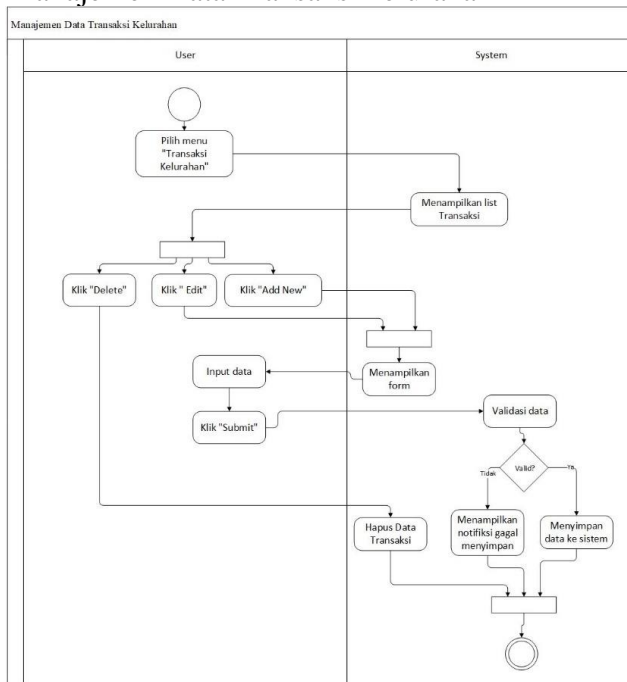 Manajemen Data Transaksi Kelurahan
User
System
Pilih menu
"Transaksi
Kelurahan"
Menampilkan list
Transaksi
Klik "Delete"
Klik " Edit"
Klik "Add New"
Input data
Menampilkan
form
Klik "Submit"
Validasi data
Valid?
Tidak
Ya
Hapus Data
Transaksi
Menampilkan
notifiksi gagal
menyimpan
Menyimpan
data ke sistem